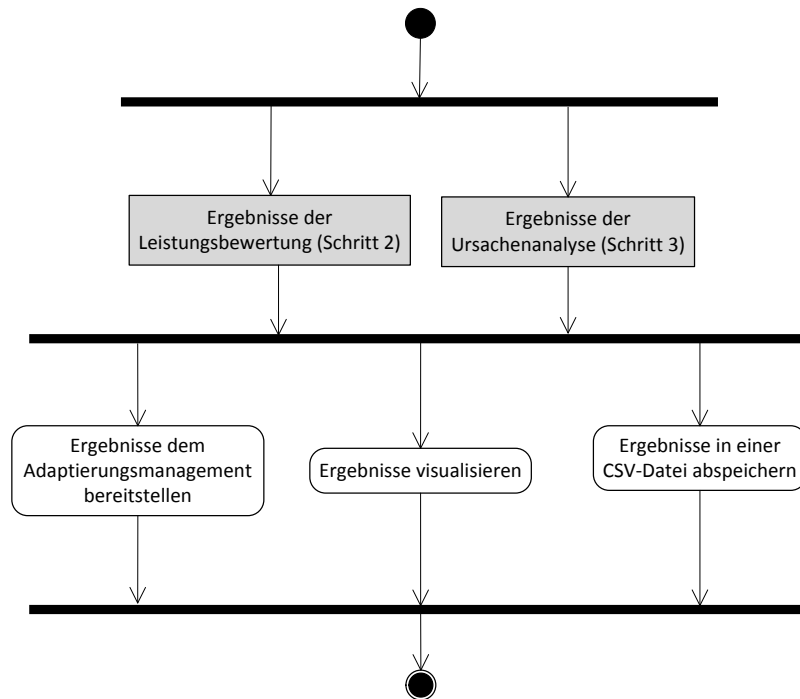 Ergebnisse der
Leistungsbewertung (Schritt 2)
Ergebnisse der
Ursachenanalyse (Schritt 3)
Ergebnisse dem
Adaptierungsmanagement
bereitstellen
Ergebnisse visualisieren
Ergebnisse in einer
CSV-Datei abspeichern